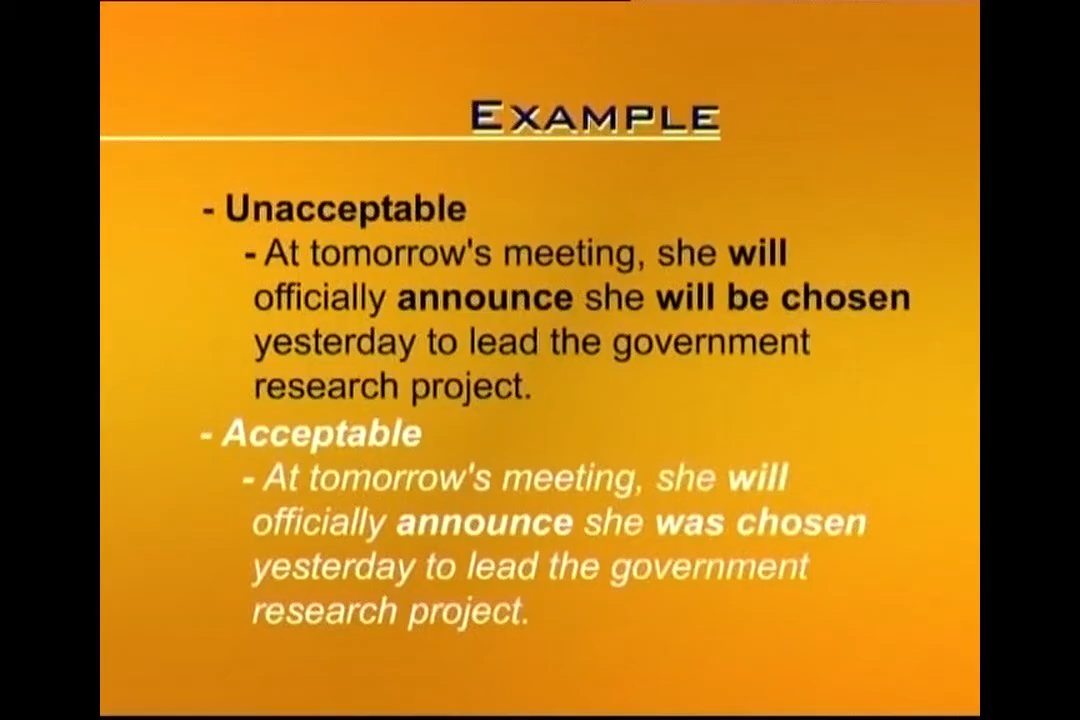 EXAMPLE
- Unacceptable
- At tomorrow's meeting, she will
officially announce she will be chosen
yesterday to lead the government
research project.
- Acceptable
- At tomorrow's meeting, she will
officially announce she was chosen
yesterday to lead the government
research project.